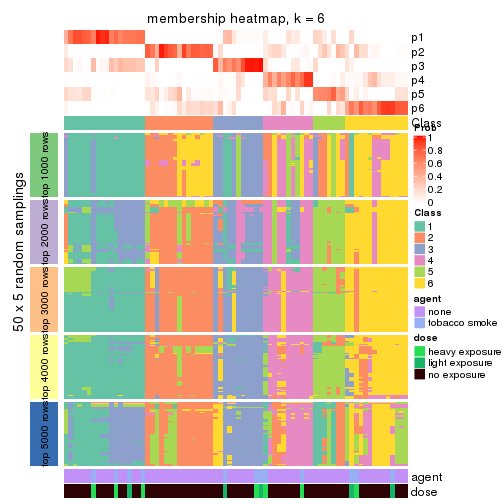 membership heatmap, k = 6
p1
p2
p3
p4
p5
p6
Class
50 x 5 random samplings
top 1000 rows
top 2000 rows
top 3000 rows
top 4000 rows
top 5000 rows
Prob
1
0.8
0.6
0.4
0.2
0
Class
1
2
3
4
5
6
agent
none
tobacco smoke
dose
heavy exposure
light exposure
no exposure
agent
dose